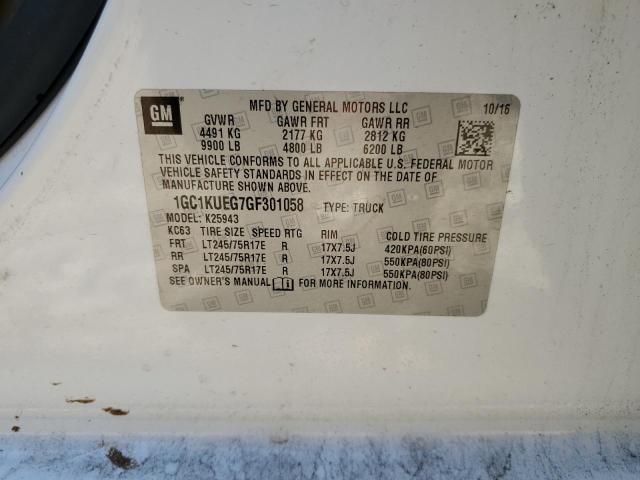 GM
MFD BY GENERAL MOTORS LLC 10/16
GVWR GAWR FRT GAWR RR
4491 KG 2177 KG 2812 KG
9900 LB 4800 LB 6200 LB
THIS VEHICLE CONFORMS TO ALL APPLICABLE U.S. FEDERAL MOTOR
VEHICLE SAFETY STANDARDS IN EFFECT ON THE DATE OF
MANUFACTURE SHOWN ABOVE.
1GC1KUEG7GF301058 TYPE: TRUCK
MODEL: K25943
KC63 TIRE SIZE SPEED RTG RIM COLD TIRE PRESSURE
FRT LT245/75R17E R 17X7.5J 420KPA(60PSI)
RR LT245/75R17E R 17X7.5J 550KPA(80PSI)
SPA LT245/75R17E R 17X7.5J 550KPA(80PSI)
SEE OWNER'S MANUAL FOR MORE INFORMATION.